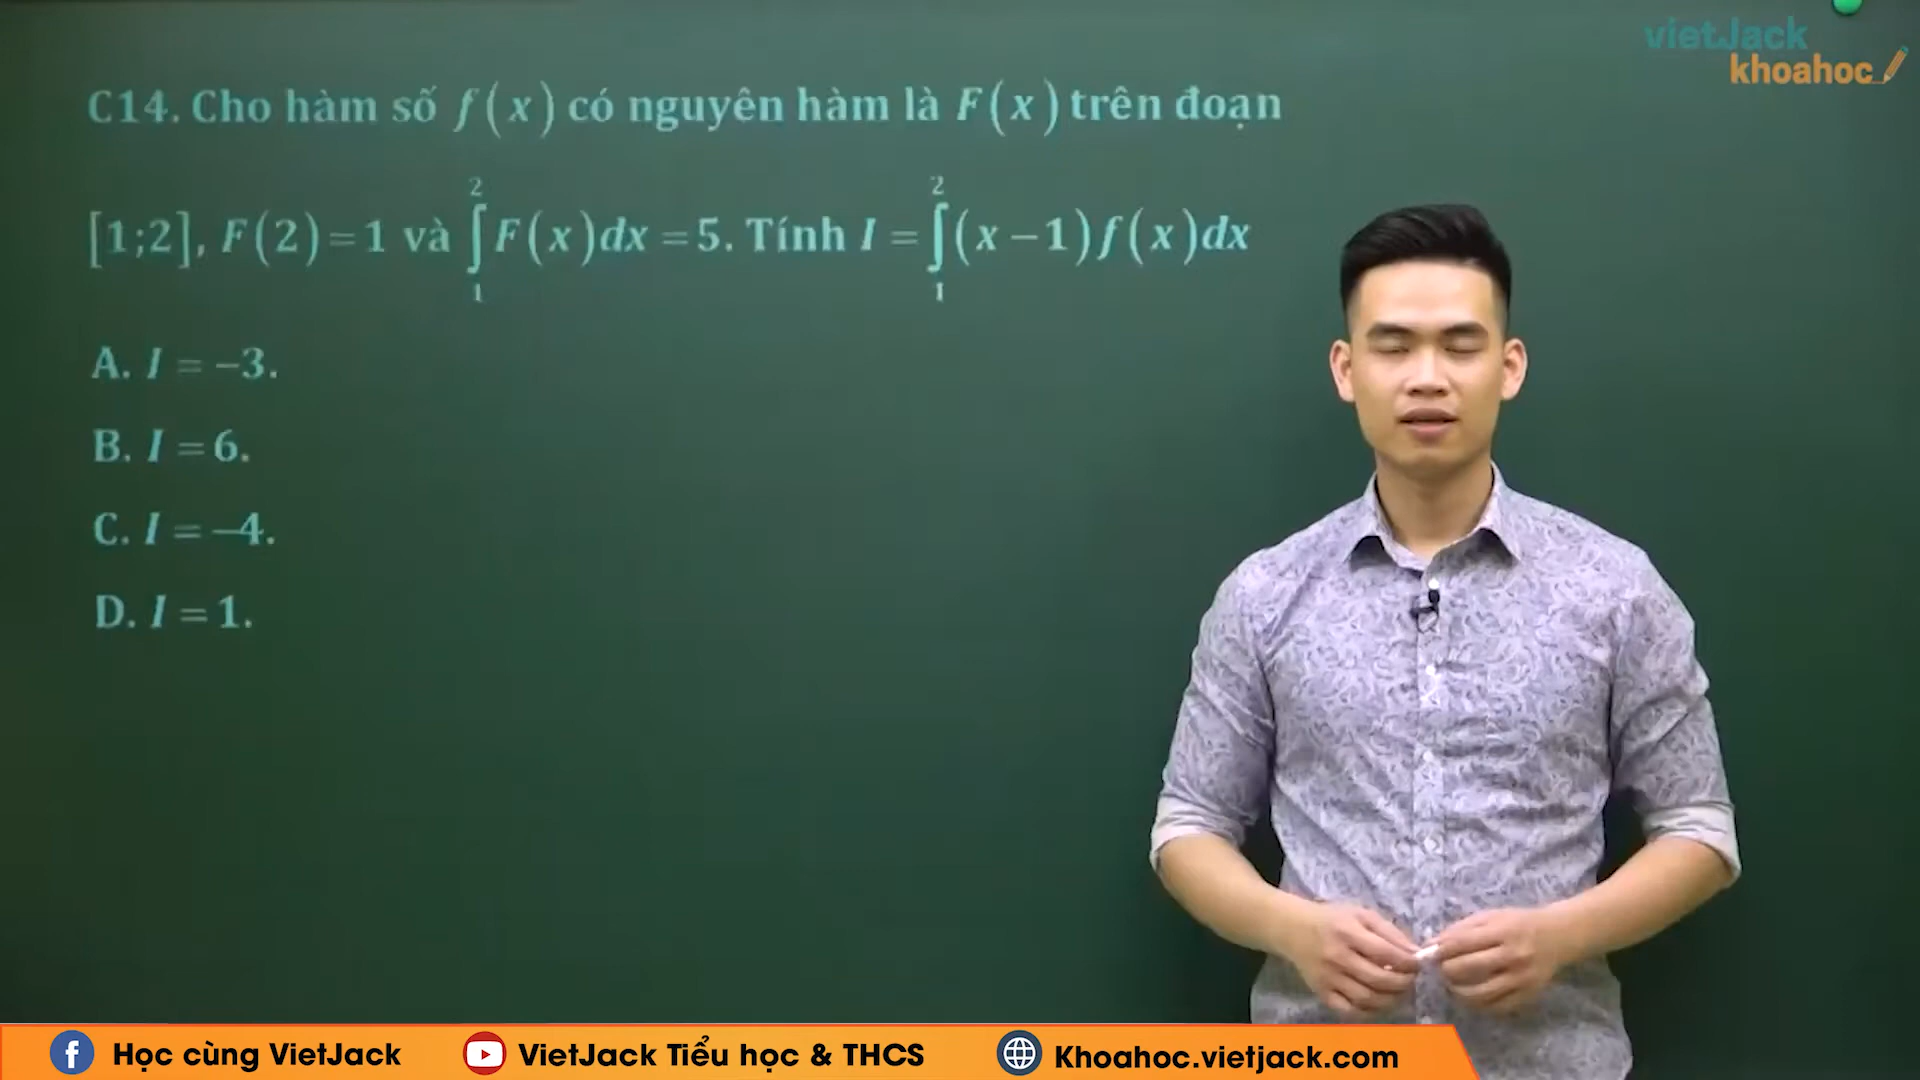 vietJack
khoahoc
C14. Cho hàm số f(x) có nguyên hàm là F(x) trên đoạn
[1;2], F(2)=1 và ∫₁² F(x)dx=5. Tính I=∫₁²(x−1)f(x)dx
A. I=−3.
B. I=6.
C. I=−4.
D. I=1.
Học cùng VietJack VietJack Tiểu học & THCS Khoahoc.vietjack.com